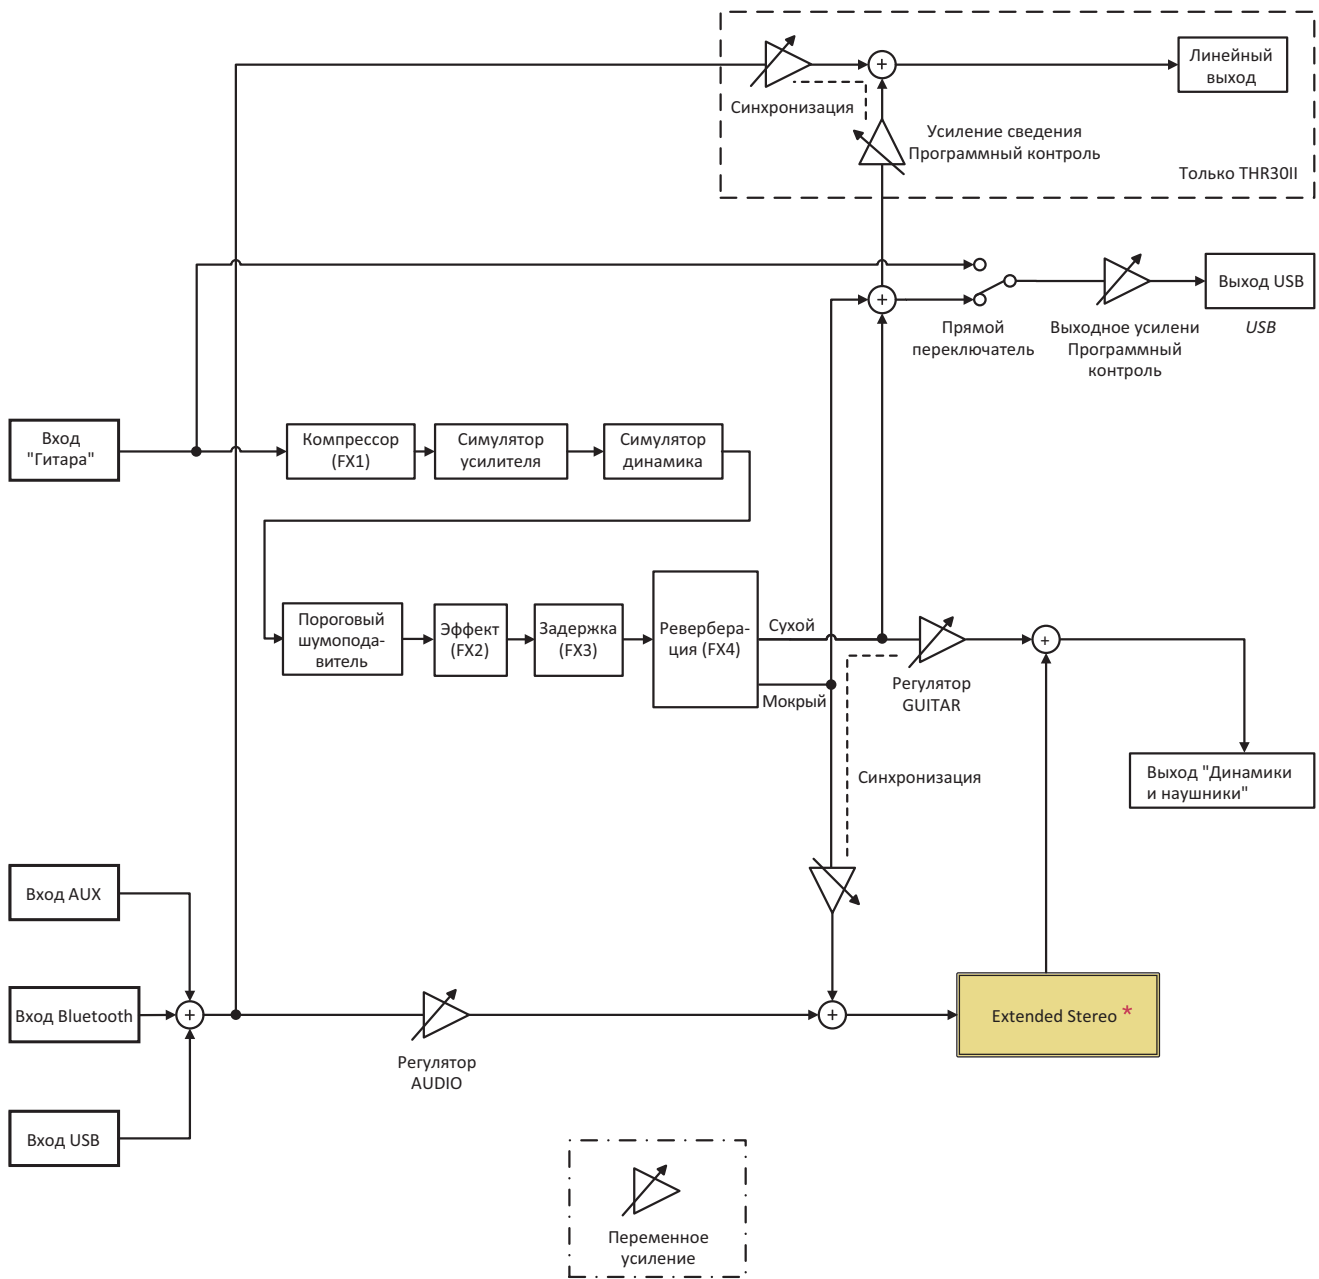 Линейный
выход
Синхронизация
Усиление сведения
Программный контроль
Только THR30II
Выход USB
USB
Прямой
переключатель
Выходное усилени
Программный
контроль
Вход
"Гитара"
Компрессор
(FX1)
Симулятор
усилителя
Симулятор
динамика
Пороговый
шумопода-
витель
Эффект
(FX2)
Задержка
(FX3)
Ревербера-
ция (FX4)
Сухой
Мокрый
Регулятор
GUITAR
Синхронизация
Выход "Динамики
и наушники"
Вход AUX
Вход Bluetooth
Вход USB
Регулятор
AUDIO
Extended Stereo *
Переменное
усиление